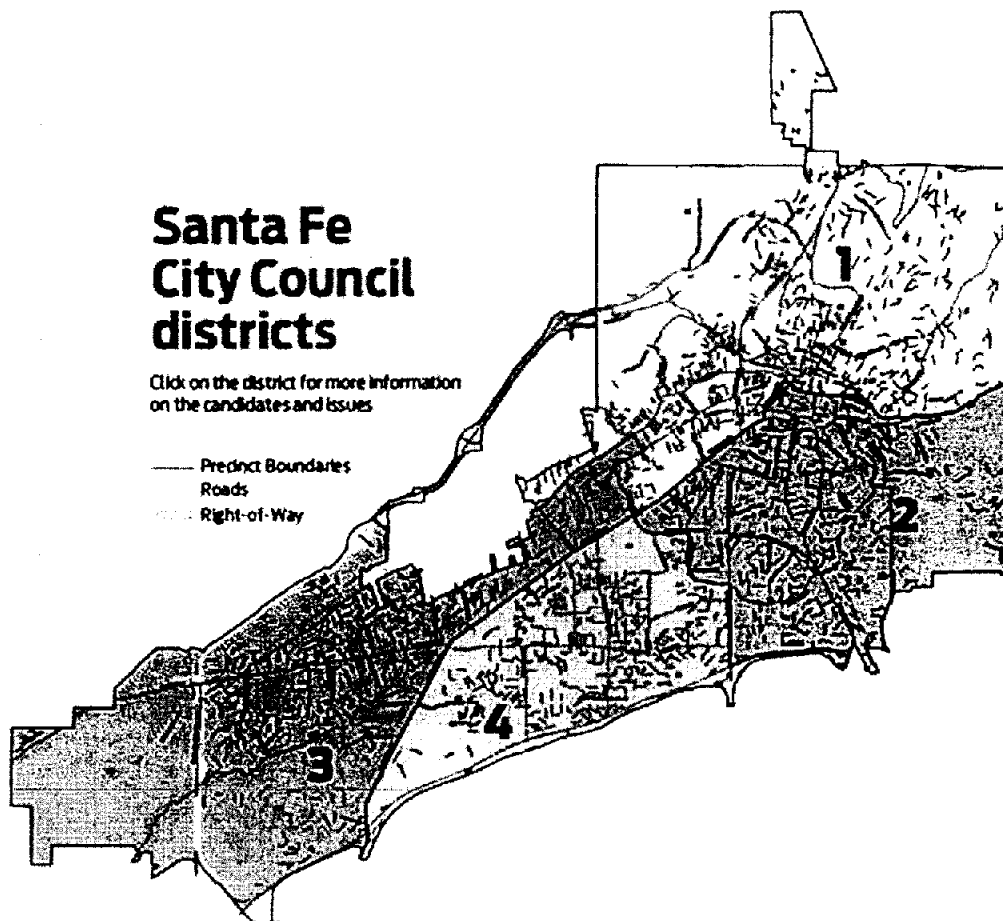 Santa Fe
City Council
districts
Click on the district for more information
on the candidates and issues
Precinct Boundaries
Roads
Right-of-Way
1
2
3
4